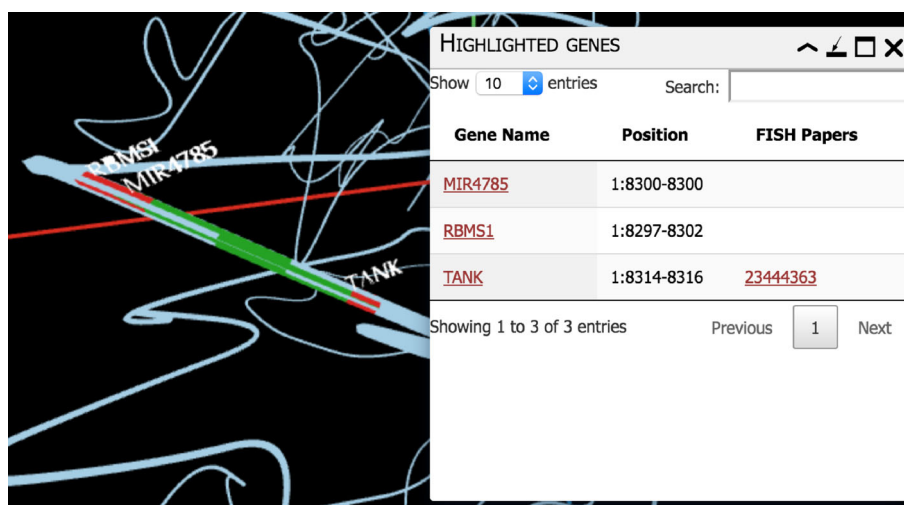 RBMS1
MIR4785
TANK
HIGHLIGHTED GENES
Show 10 entries
Search:
Gene Name Position FISH Papers
MIR4785 1:8300-8300
RBMS1 1:8297-8302
TANK 1:8314-8316 23444363
Showing 1 to 3 of 3 entries
Previous 1 Next